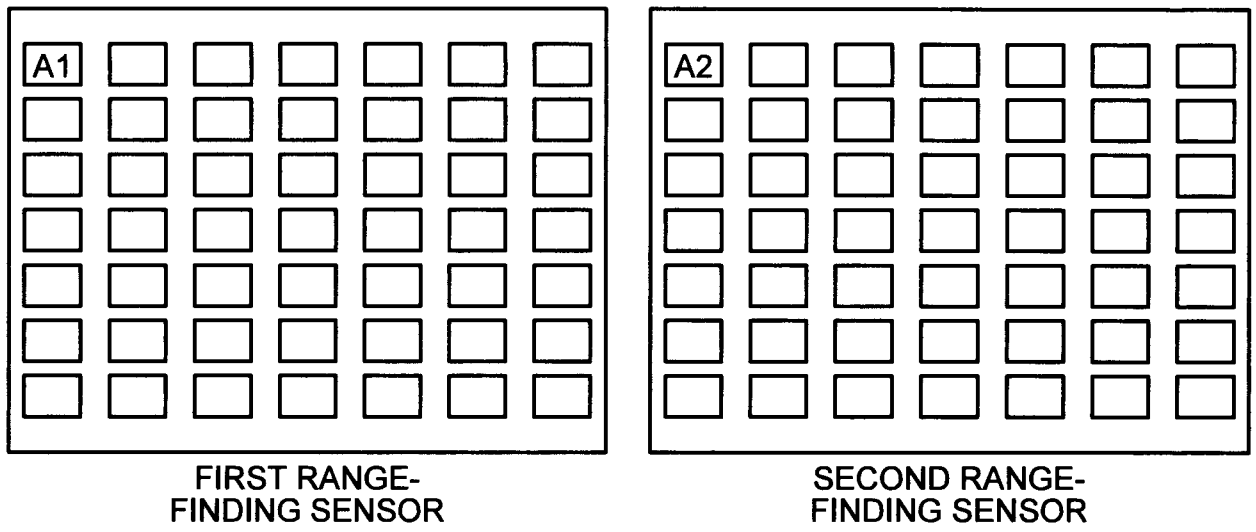 A1
A2
FIRST RANGE-
FINDING SENSOR
SECOND RANGE-
FINDING SENSOR